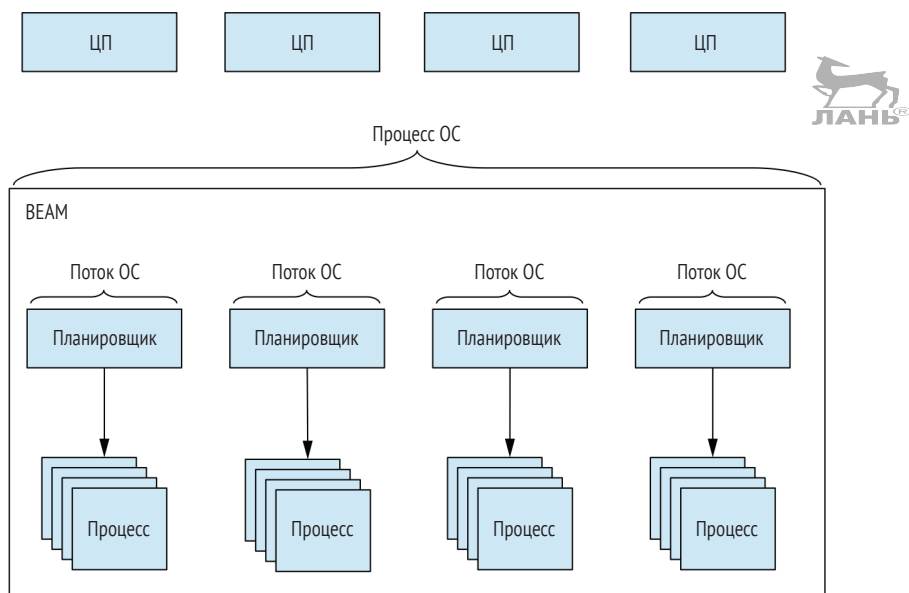 ЦП ЦП ЦП ЦП
ЛАНЬ®
Процесс ОС
BEAM
Поток ОС Поток ОС Поток ОС Поток ОС
Планировщик Планировщик Планировщик Планировщик
Процесс Процесс Процесс Процесс